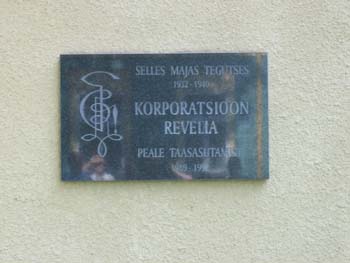 SELLES MAJAS TEGUTSES
1932 - 1940
KORPORATSIOON
REVELIA
PEALE TAASASUTAMIST